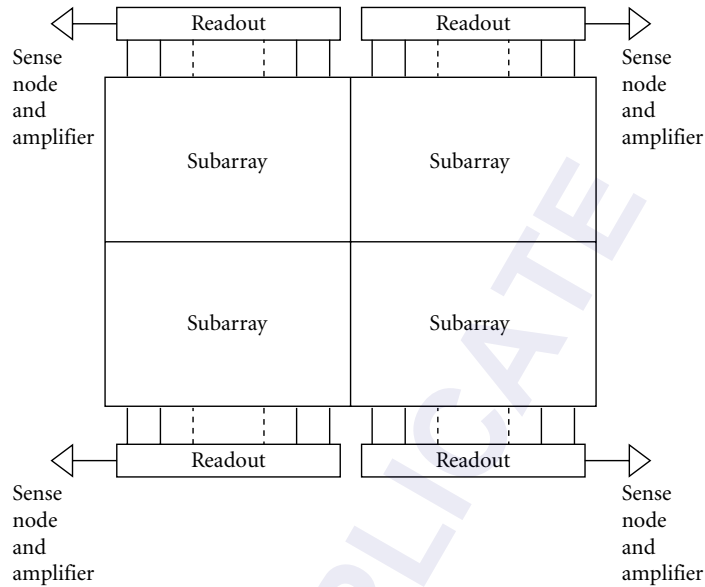 Readout
Readout
Sense
node
and
amplifier
Sense
node
and
amplifier
Subarray
Subarray
Subarray
Subarray
Readout
Readout
Sense
node
and
amplifier
Sense
node
and
amplifier
PLICATE